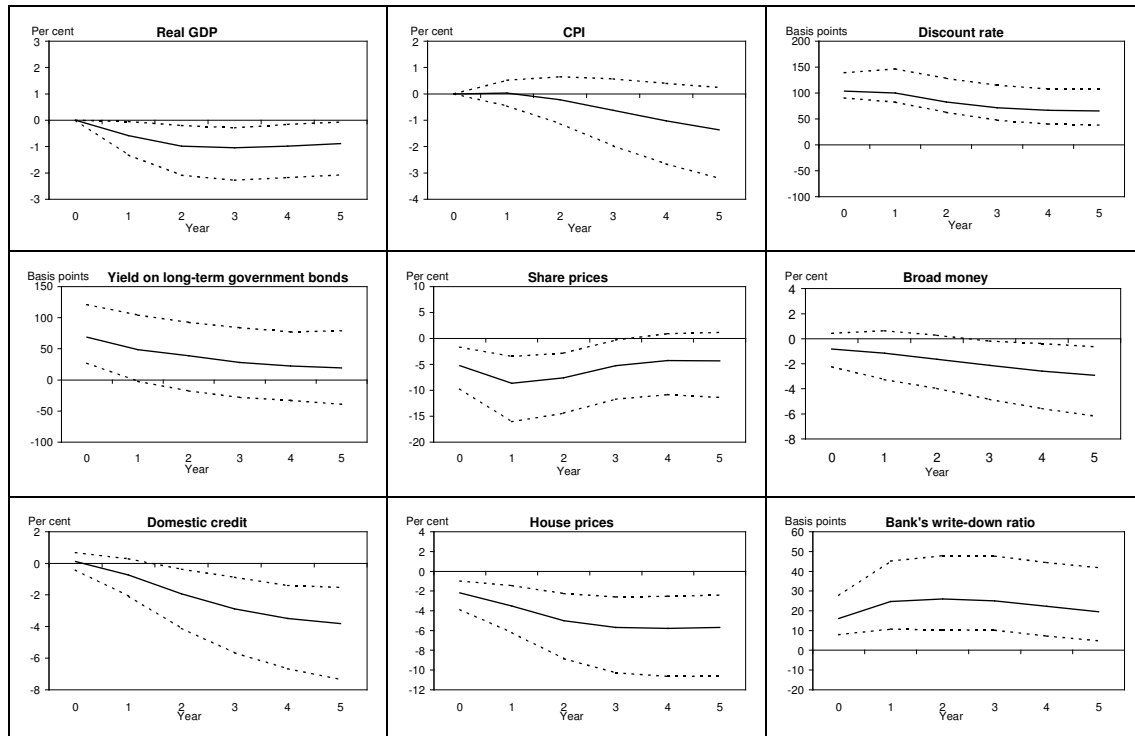 Per cent
Real GDP
3
2
1
0
-1
-2
-3
0 1 2 3 4 5
Year
Per cent
CPI
2
1
0
-1
-2
-3
-4
0 1 2 3 4 5
Year
Basis points
Discount rate
200
150
100
50
0
-50
-100
0 1 2 3 4 5
Year
Basis points
Yield on long-term government bonds
150
100
50
0
-50
-100
0 1 2 3 4 5
Year
Per cent
Share prices
10
5
0
-5
-10
-15
-20
0 1 2 3 4 5
Year
Per cent
Broad money
4
2
0
-2
-4
-6
-8
0 1 2 3 4 5
Year
Per cent
Domestic credit
2
0
-2
-4
-6
-8
0 1 2 3 4 5
Year
Per cent
House prices
4
2
0
-2
-4
-6
-8
-10
-12
0 1 2 3 4 5
Year
Basis points
Bank's write-down ratio
60
50
40
30
20
10
0
-10
-20
0 1 2 3 4 5
Year